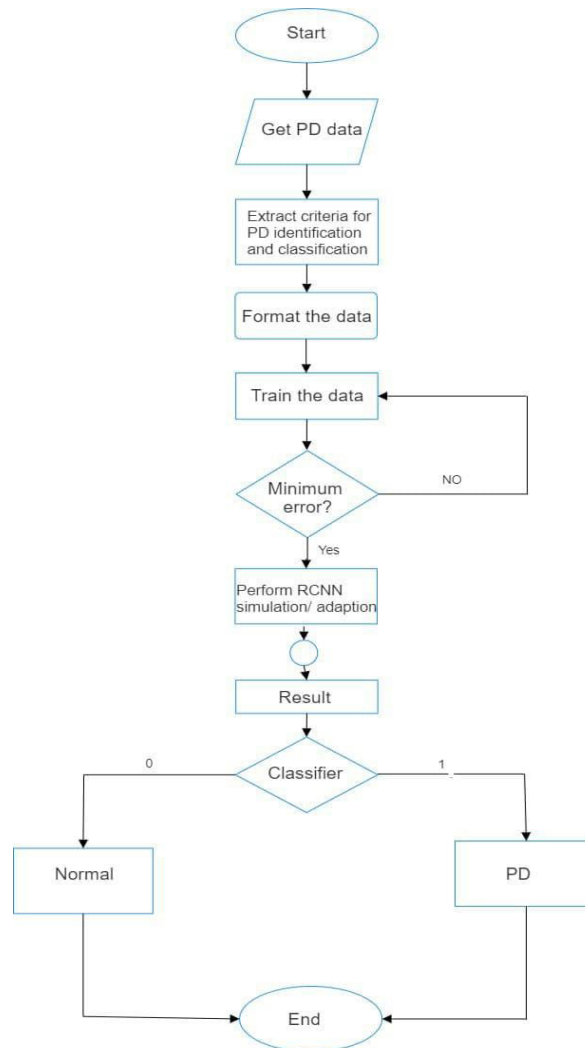 Start
Get PD data
Extract criteria for
PD identification
and classification
Format the data
Train the data
Minimum
error?
NO
Yes
Perform RCNN
simulation/ adaption
Result
Classifier
0
1
Normal
PD
End